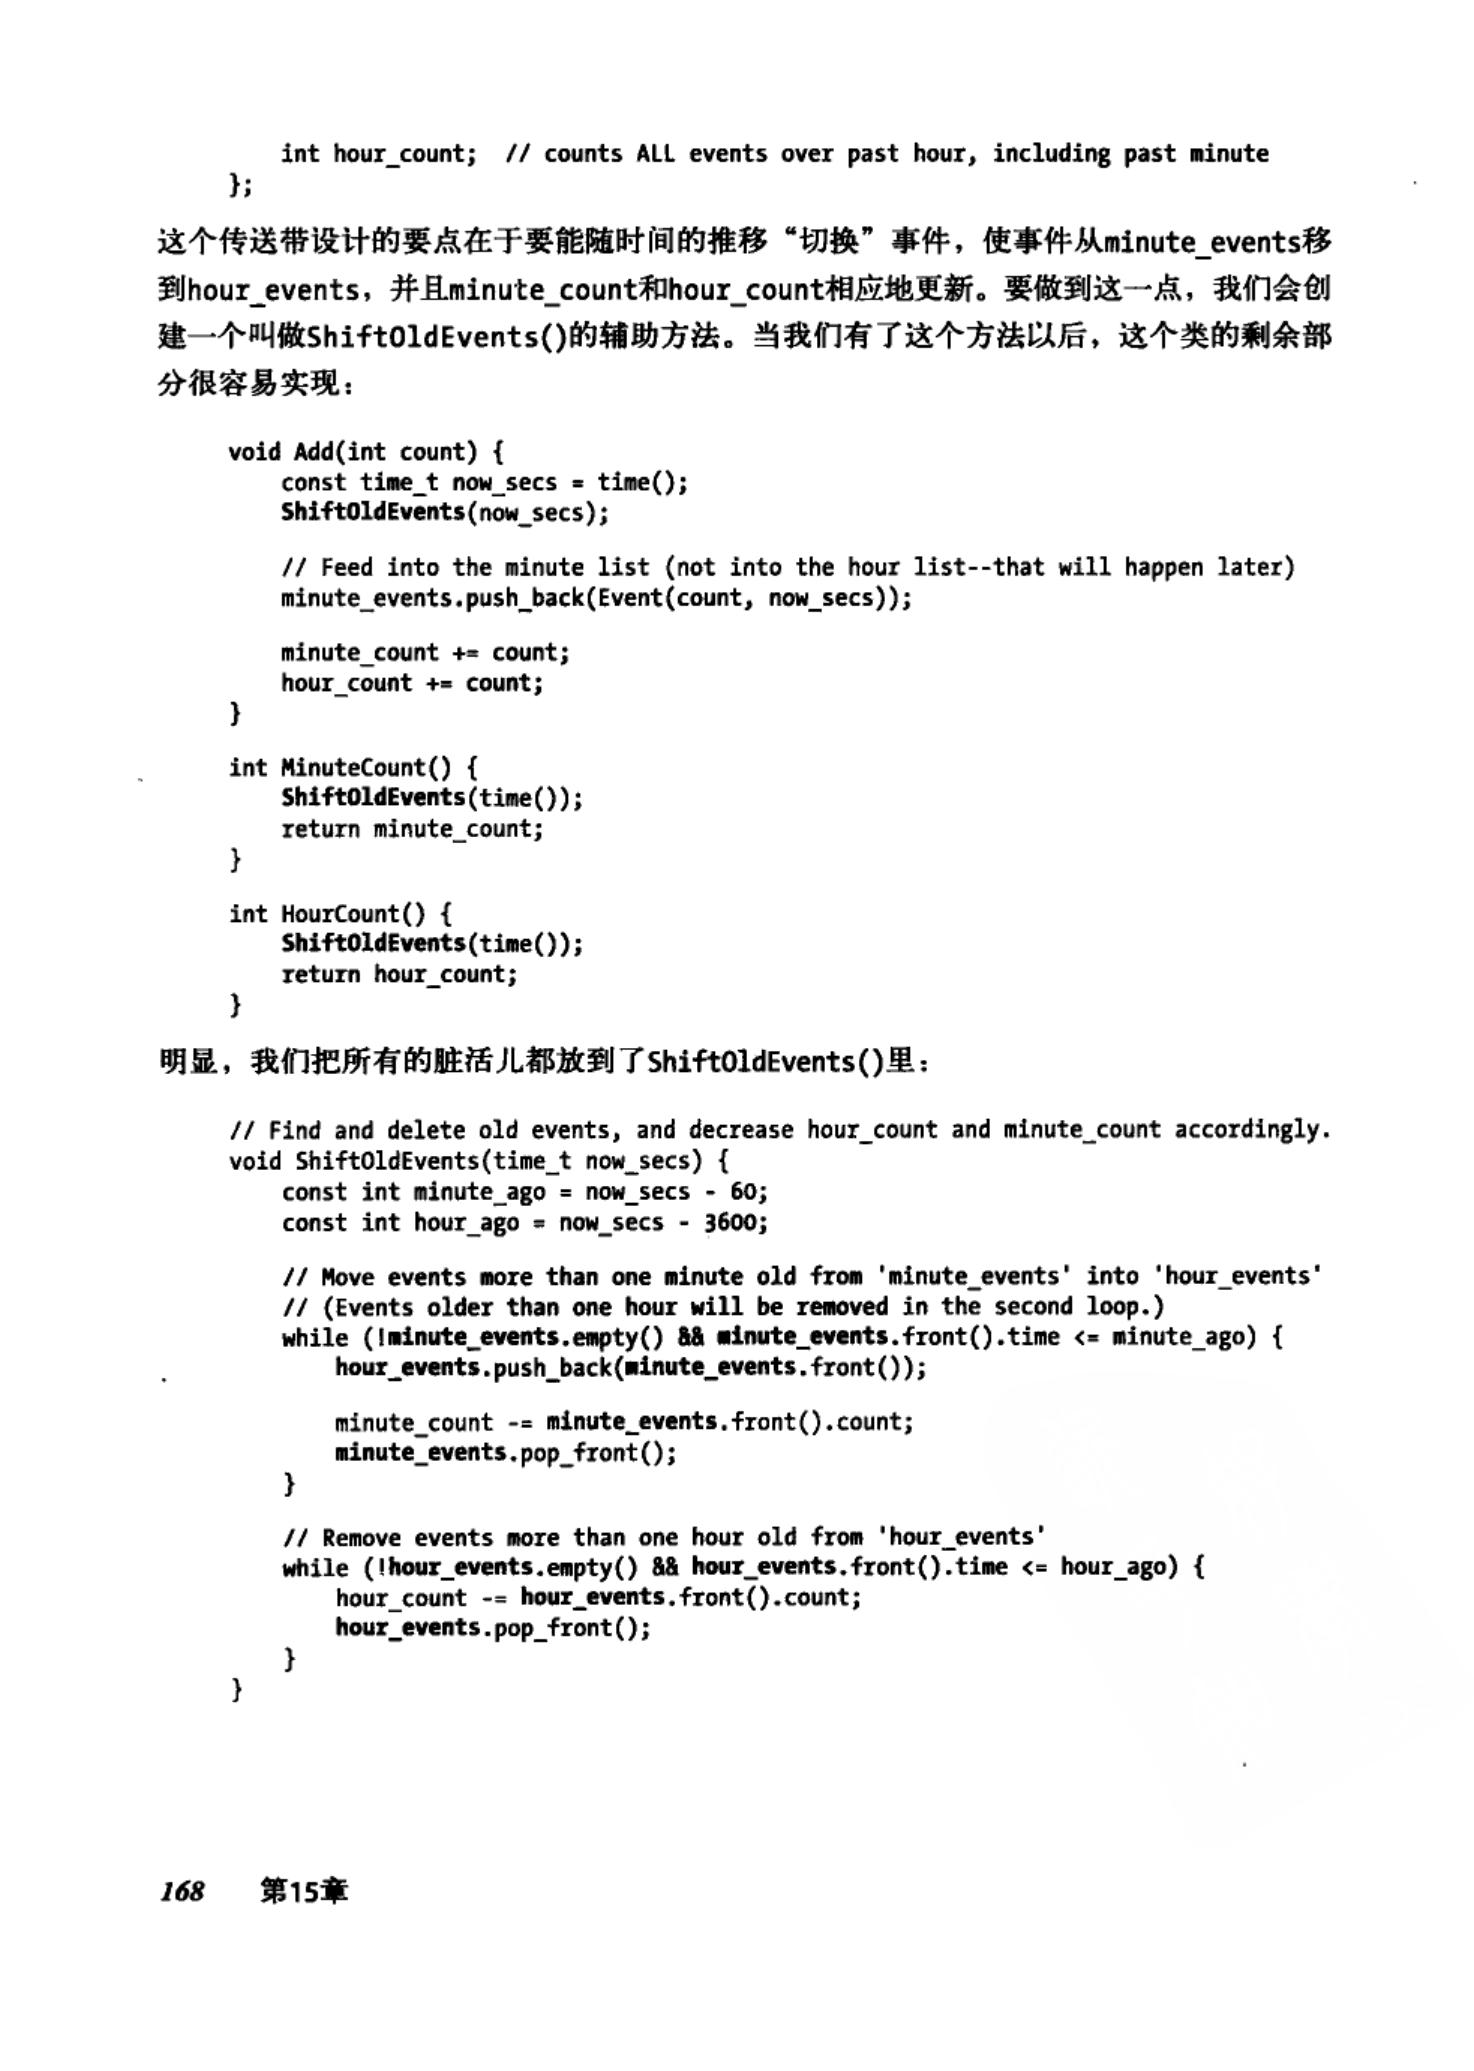 int hour_count;  // counts ALL events over past hour, including past minute
};
这个传送带设计的要点在于要能随时间的推移“切换”事件，使事件从minute_events移
到hour_events，并且minute_count和hour_count相应地更新。要做到这一点，我们会创
建一个叫做ShiftOldEvents()的辅助方法。当我们有了这个方法以后，这个类的剩余部
分很容易实现：
void Add(int count) {
const time_t now_secs = time();
ShiftOldEvents(now_secs);
// Feed into the minute list (not into the hour list--that will happen later)
minute_events.push_back(Event(count, now_secs));
minute_count += count;
hour_count += count;
}
int MinuteCount() {
ShiftOldEvents(time());
return minute_count;
}
int HourCount() {
ShiftOldEvents(time());
return hour_count;
}
明显，我们把所有的脏活儿都放到了ShiftOldEvents()里：
// Find and delete old events, and decrease hour_count and minute_count accordingly.
void ShiftOldEvents(time_t now_secs) {
const int minute_ago = now_secs - 60;
const int hour_ago = now_secs - 3600;
// Move events more than one minute old from 'minute_events' into 'hour_events'
// (Events older than one hour will be removed in the second loop.)
while (!minute_events.empty() && minute_events.front().time <= minute_ago) {
hour_events.push_back(minute_events.front());
minute_count -= minute_events.front().count;
minute_events.pop_front();
}
// Remove events more than one hour old from 'hour_events'
while (!hour_events.empty() && hour_events.front().time <= hour_ago) {
hour_count -= hour_events.front().count;
hour_events.pop_front();
}
}
168 第15章